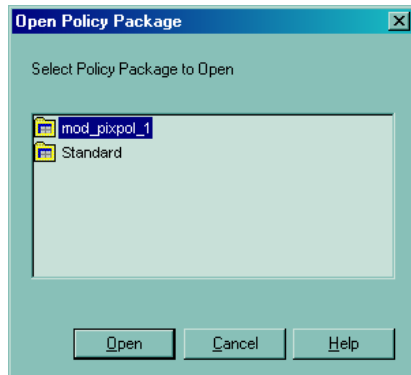 Open Policy Package
Select Policy Package to Open
mod_pixpol_1
Standard
Open Cancel Help